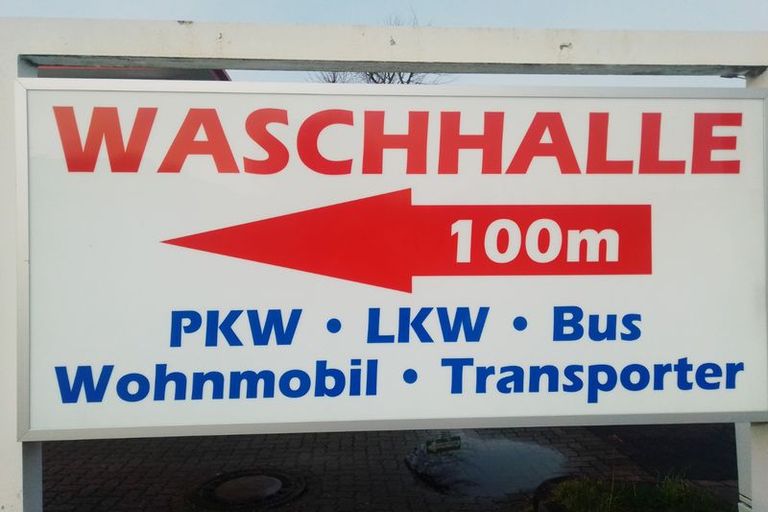 WASCHHALLE
100m
PKW • LKW • Bus
Wohnmobil • Transporter